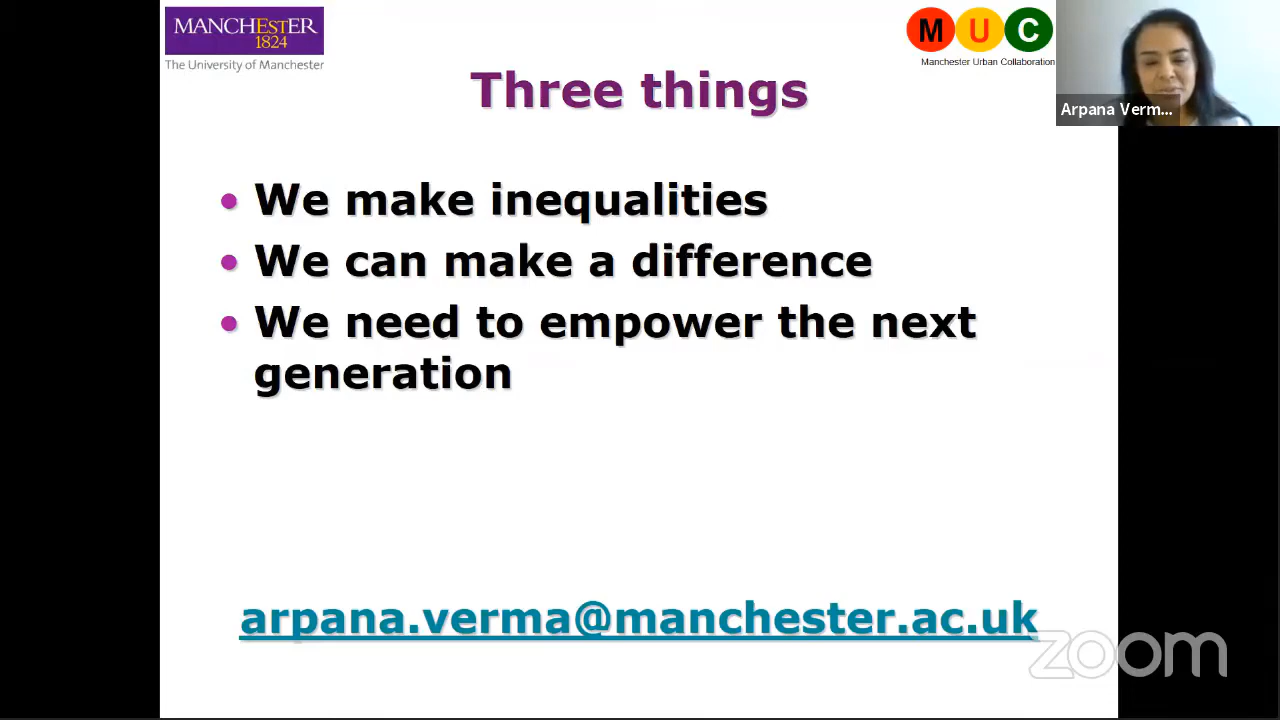 MANCHESTER
1824
The University of Manchester
M U C
Manchester Urban Collaboration
Arpana Verm...
Three things
• We make inequalities
• We can make a difference
• We need to empower the next
generation
arpana.verma@manchester.ac.uk
zoom